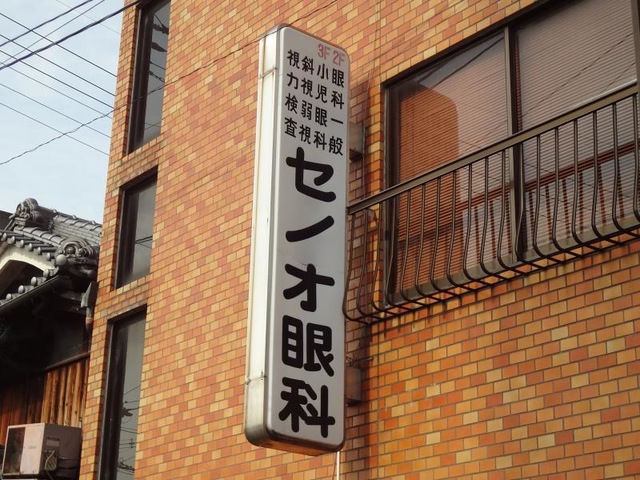 3F 2F
眼科一般
小児眼科
斜視弱視
視力検査
セノオ眼科